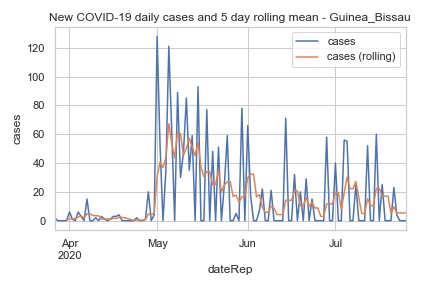 New COVID-19 daily cases and 5 day rolling mean - Guinea_Bissau
cases
cases (rolling)
120
100
80
60
40
20
0
cases
Apr
2020
May
Jun
Jul
dateRep